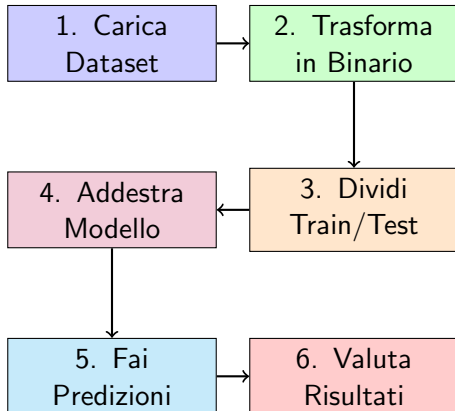 1. Carica
Dataset
2. Trasforma
in Binario
3. Dividi
Train/Test
4. Addestra
Modello
5. Fai
Predizioni
6. Valuta
Risultati